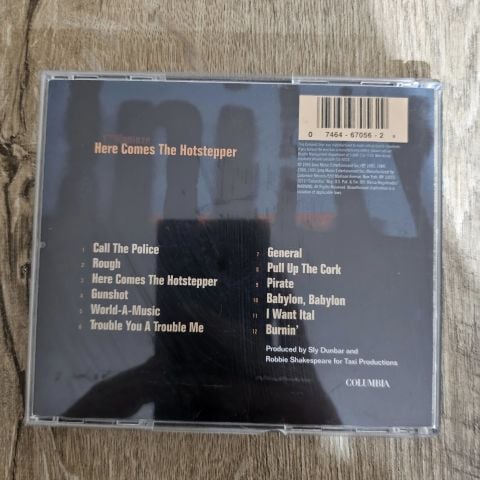 Here Comes The Hotstepper
0 7464-67056-2
1 Call The Police
2 Rough
3 Here Comes The Hotstepper
4 Gunshot
5 World-A-Music
6 Trouble You A Trouble Me
7 General
8 Pull Up The Cork
9 Pirate
10 Babylon, Babylon
11 I Want Ital
12 Burnin'
Produced by Sly Dunbar and
Robbie Shakespeare for Taxi Productions
COLUMBIA